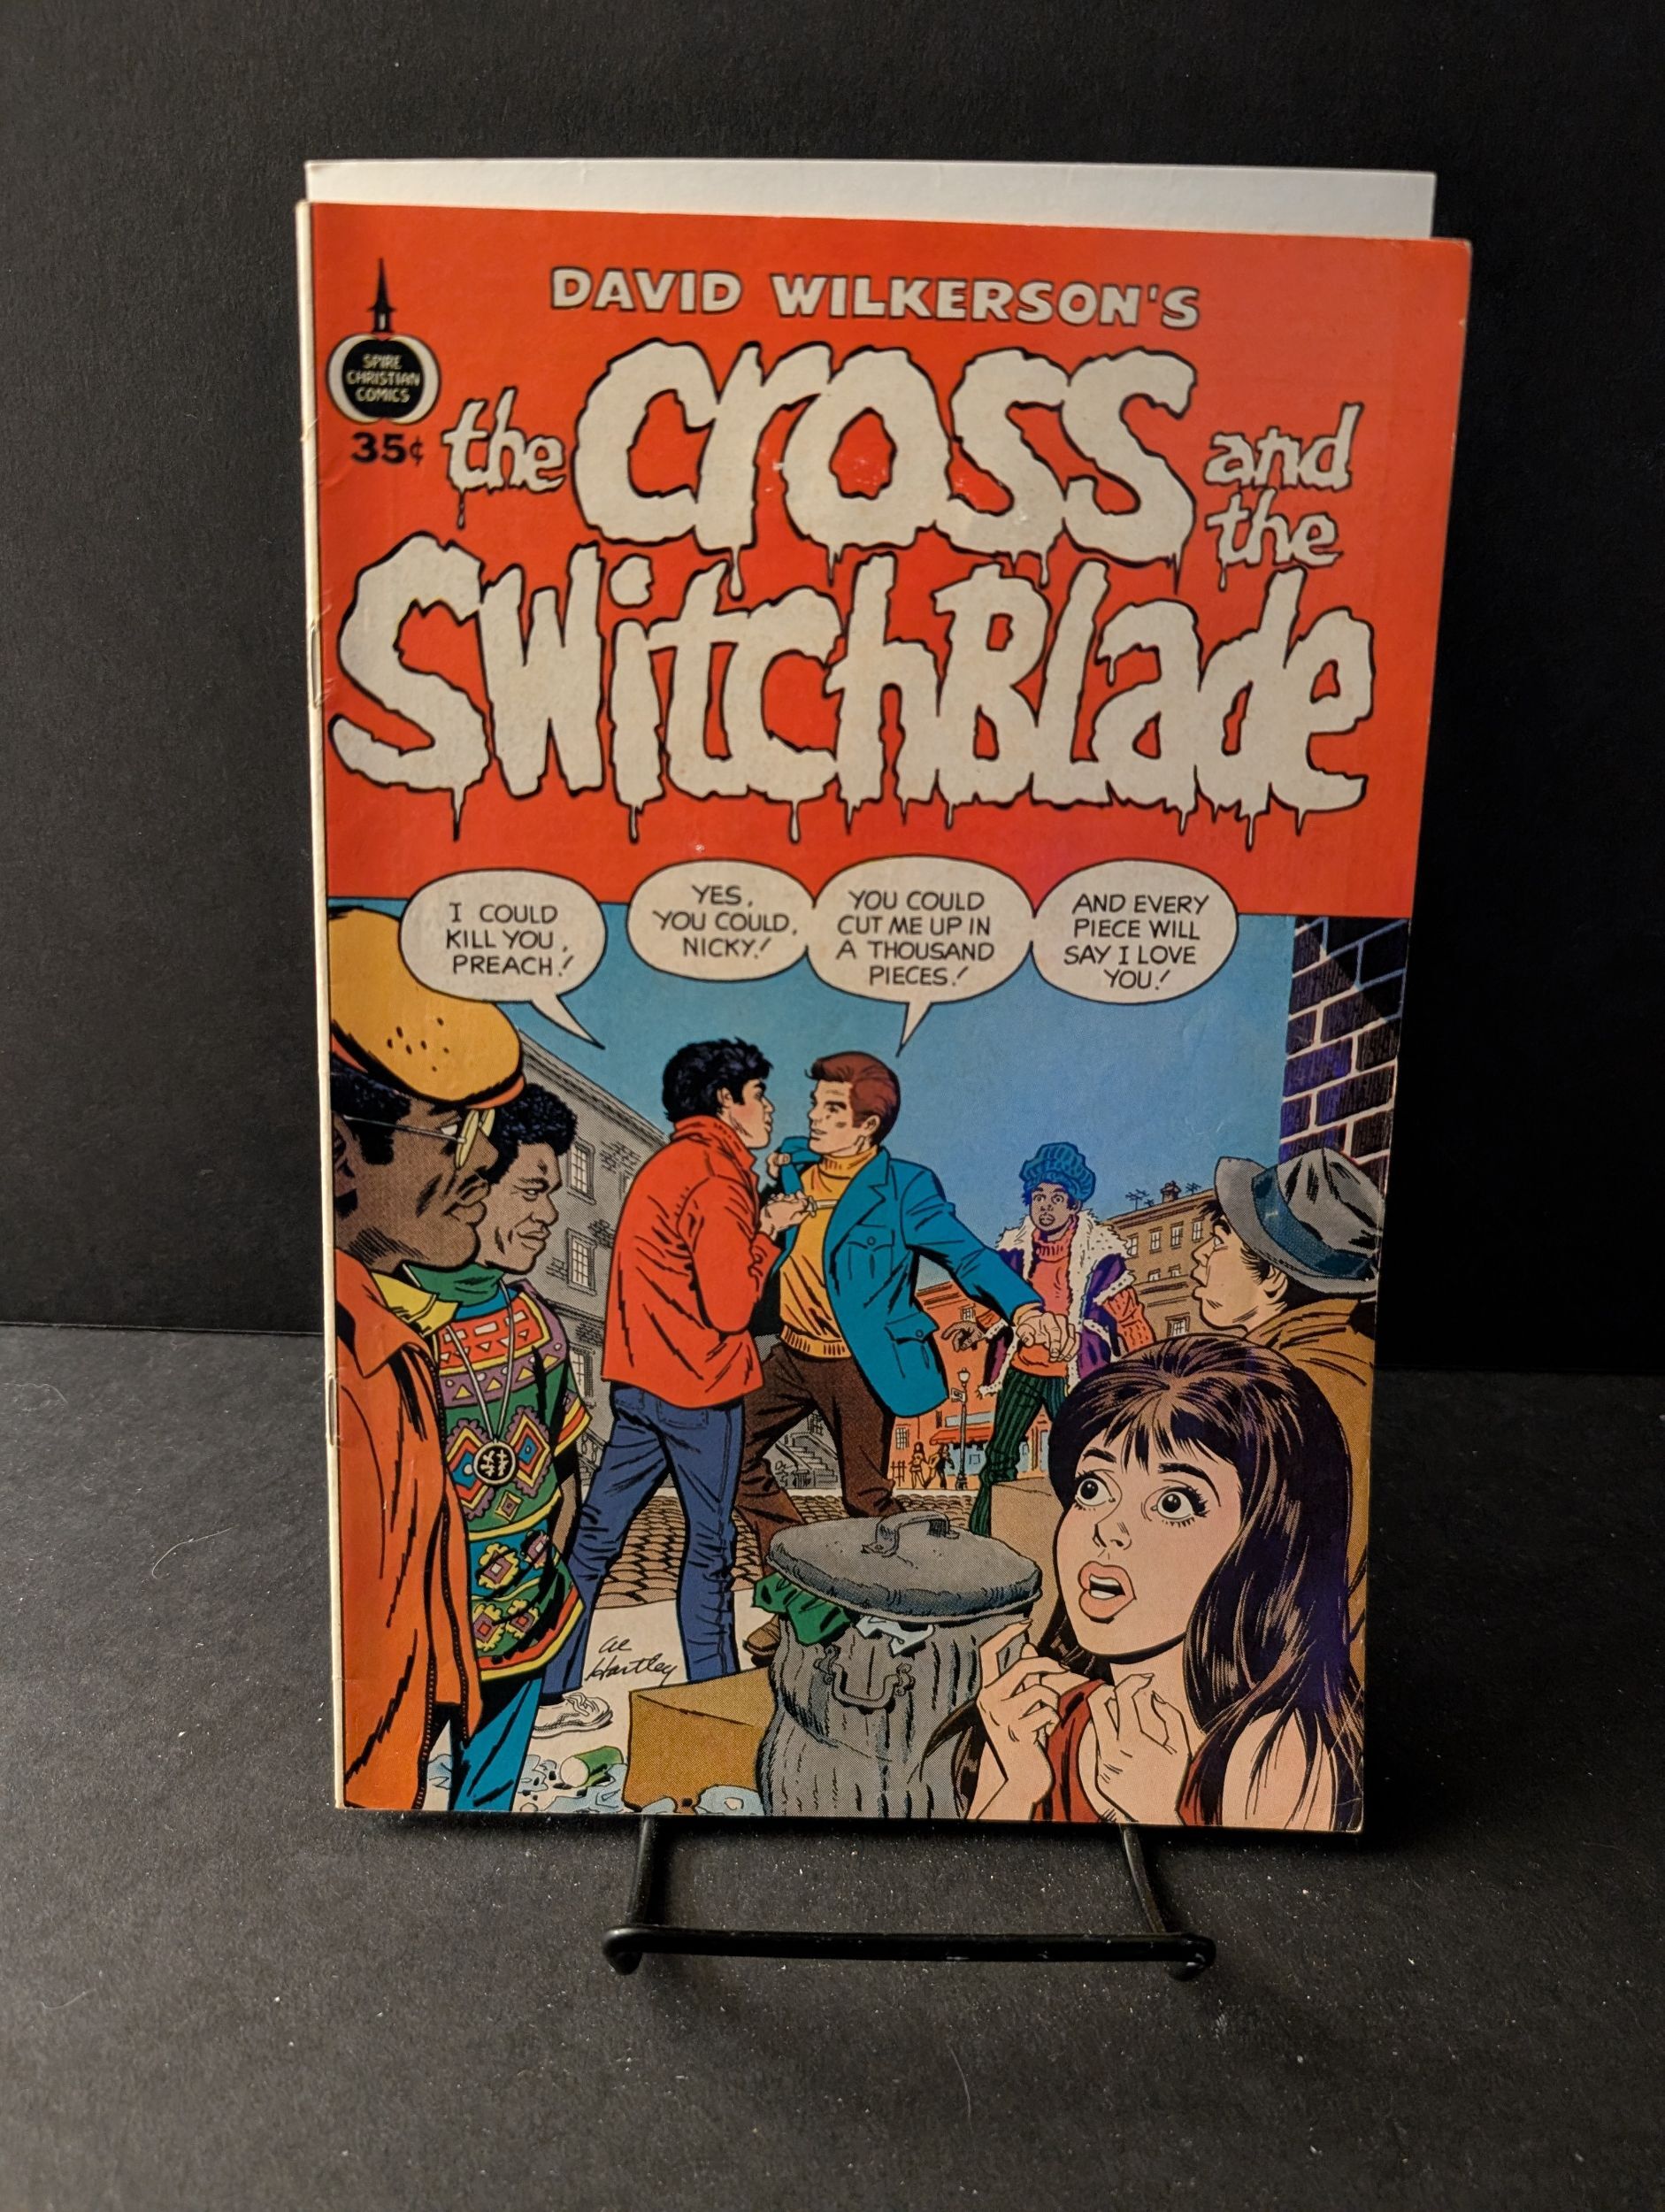 DAVID WILKERSON'S
SPIRE
CHRISTIAN
COMICS
35¢
the cross and
the
SwitchBlade
I COULD
KILL YOU,
PREACH!
YES,
YOU COULD,
NICKY!
YOU COULD
CUT ME UP IN
A THOUSAND
PIECES!
AND EVERY
PIECE WILL
SAY I LOVE
YOU!
Al
Hartley